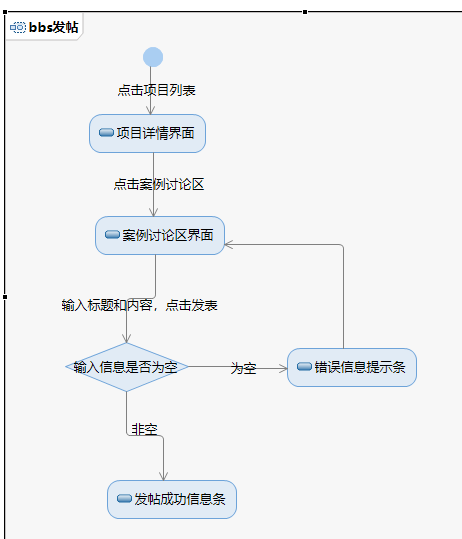 bbs发帖
点击项目列表
项目详情界面
点击案例讨论区
案例讨论区界面
输入标题和内容，点击发表
输入信息是否为空
为空
错误信息提示条
非空
发帖成功信息条